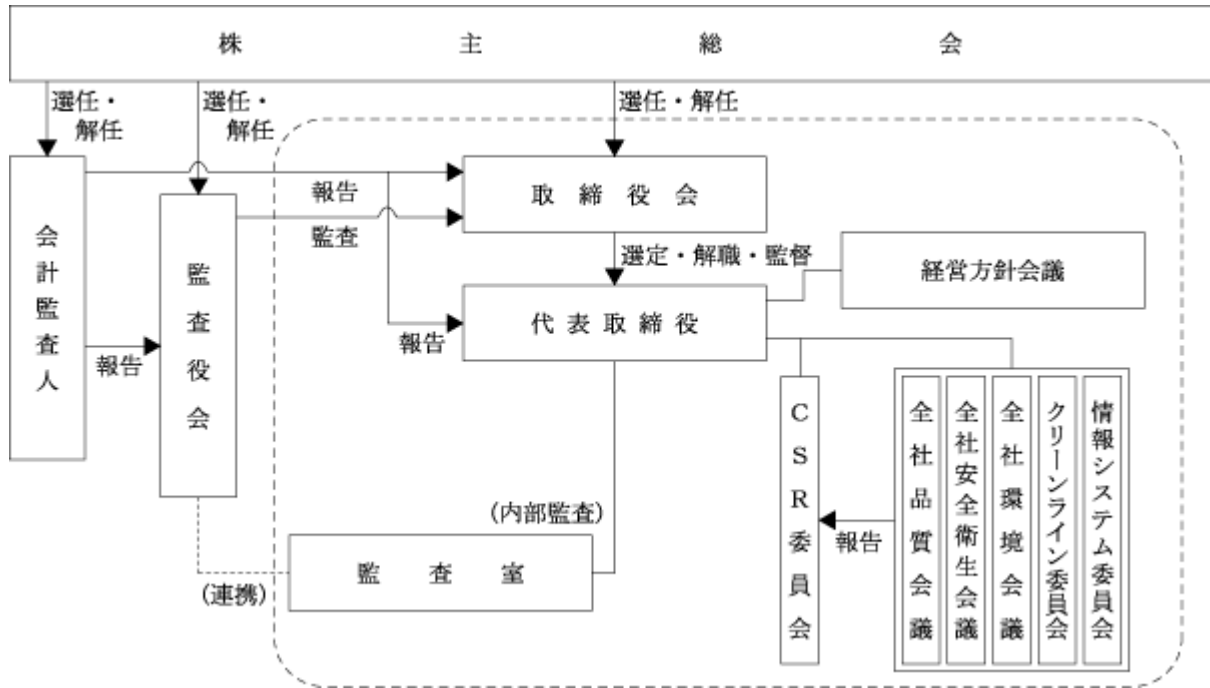 株主総会
選任・
解任
選任・
解任
選任・解任
会計監査人
監査役会
報告
監査
報告
取締役会
選定・解職・監督
代表取締役
報告
経営方針会議
CSR委員会
報告
全社品質会議
全社安全衛生会議
全社環境会議
クリーンライン委員会
情報システム委員会
(内部監査)
監査室
(連携)